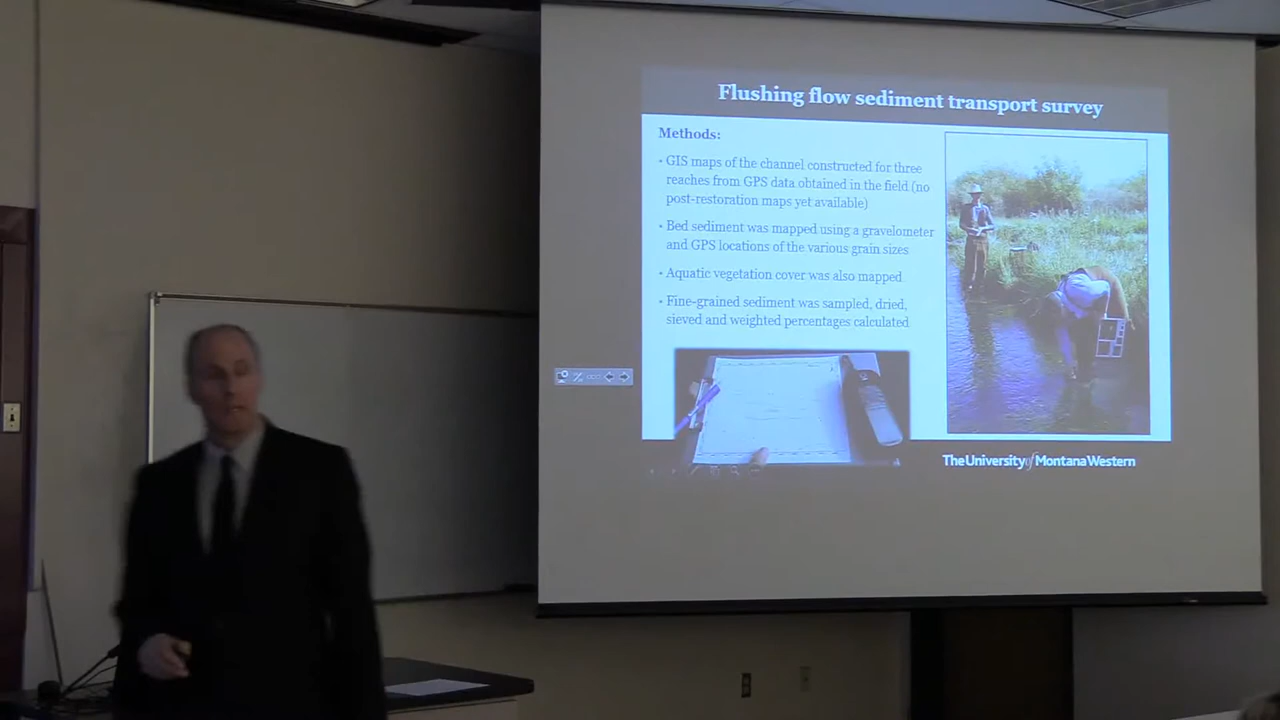 Flushing flow sediment transport survey
Methods:
• GIS maps of the channel constructed for three
reaches from GPS data obtained in the field (no
post-restoration maps yet available)
• Bed sediment was mapped using a gravelometer
and GPS locations of the various grain sizes
• Aquatic vegetation cover was also mapped
• Fine-grained sediment was sampled, dried,
sieved and weighted percentages calculated
The University of Montana Western